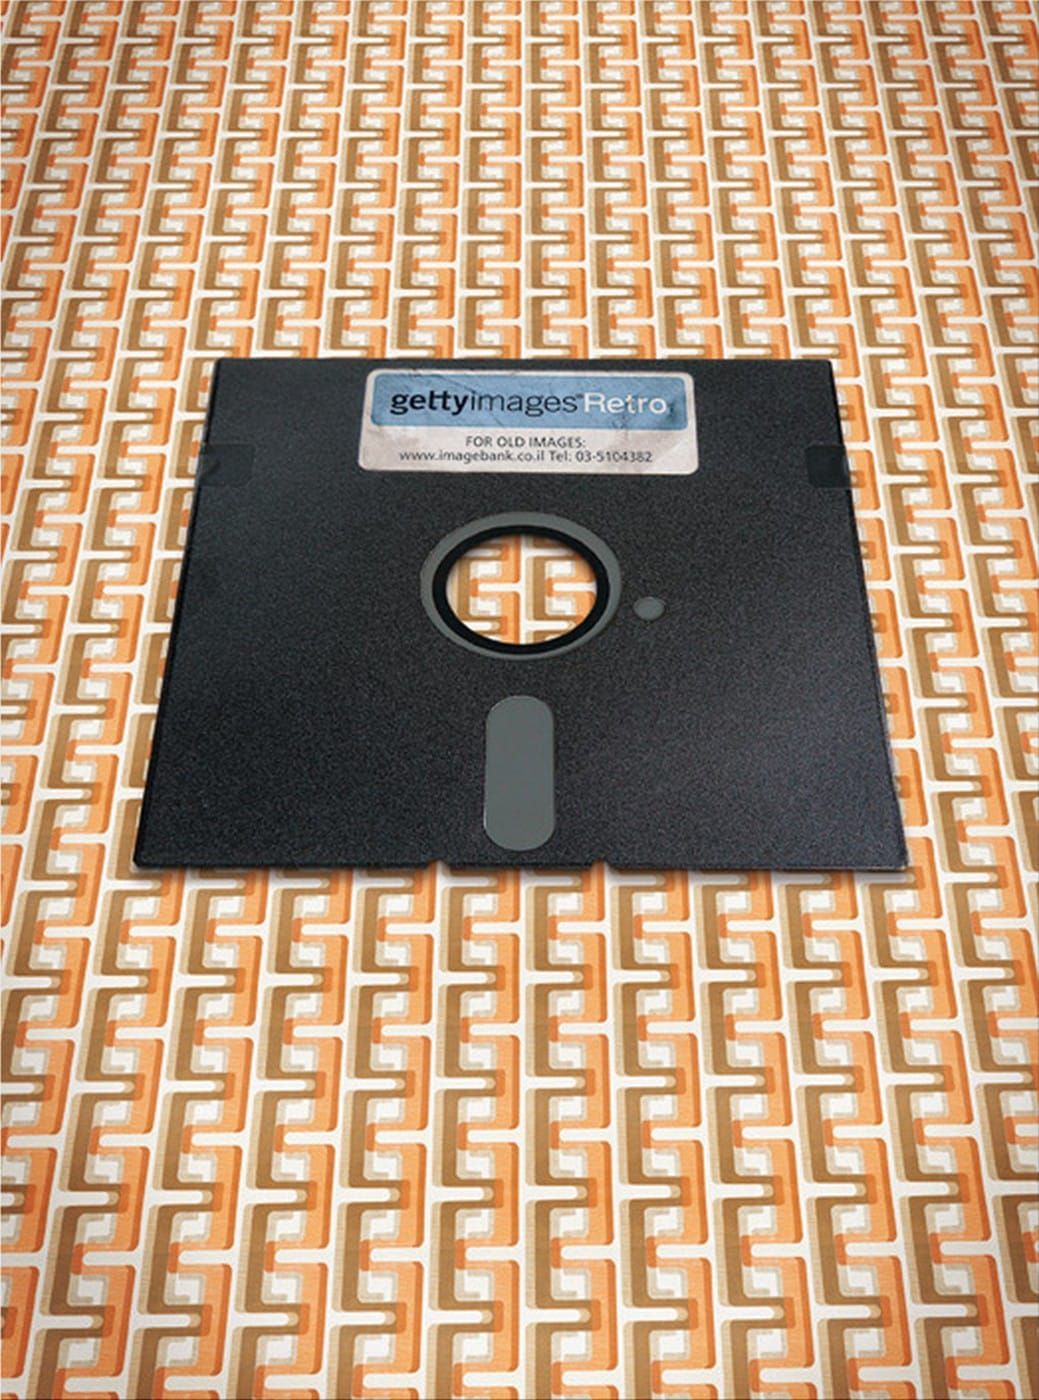 gettyimages®Retro
FOR OLD IMAGES:
www.imagebank.co.il Tel: 03-5104382